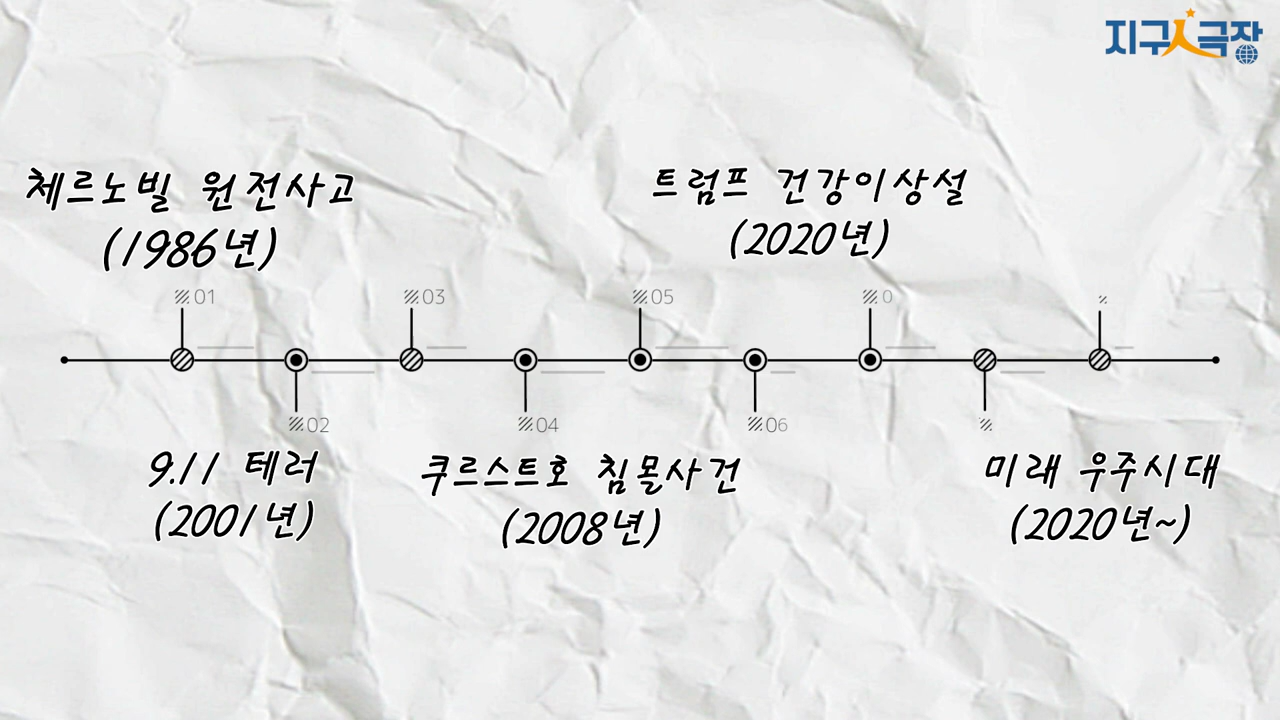 지구人극장
체르노빌 원전사고
(1986년)
트럼프 건강이상설
(2020년)
01
03
05
0
02
04
06
9.11 테러
(2001년)
쿠르스트호 침몰사건
(2008년)
미래 우주시대
(2020년~)